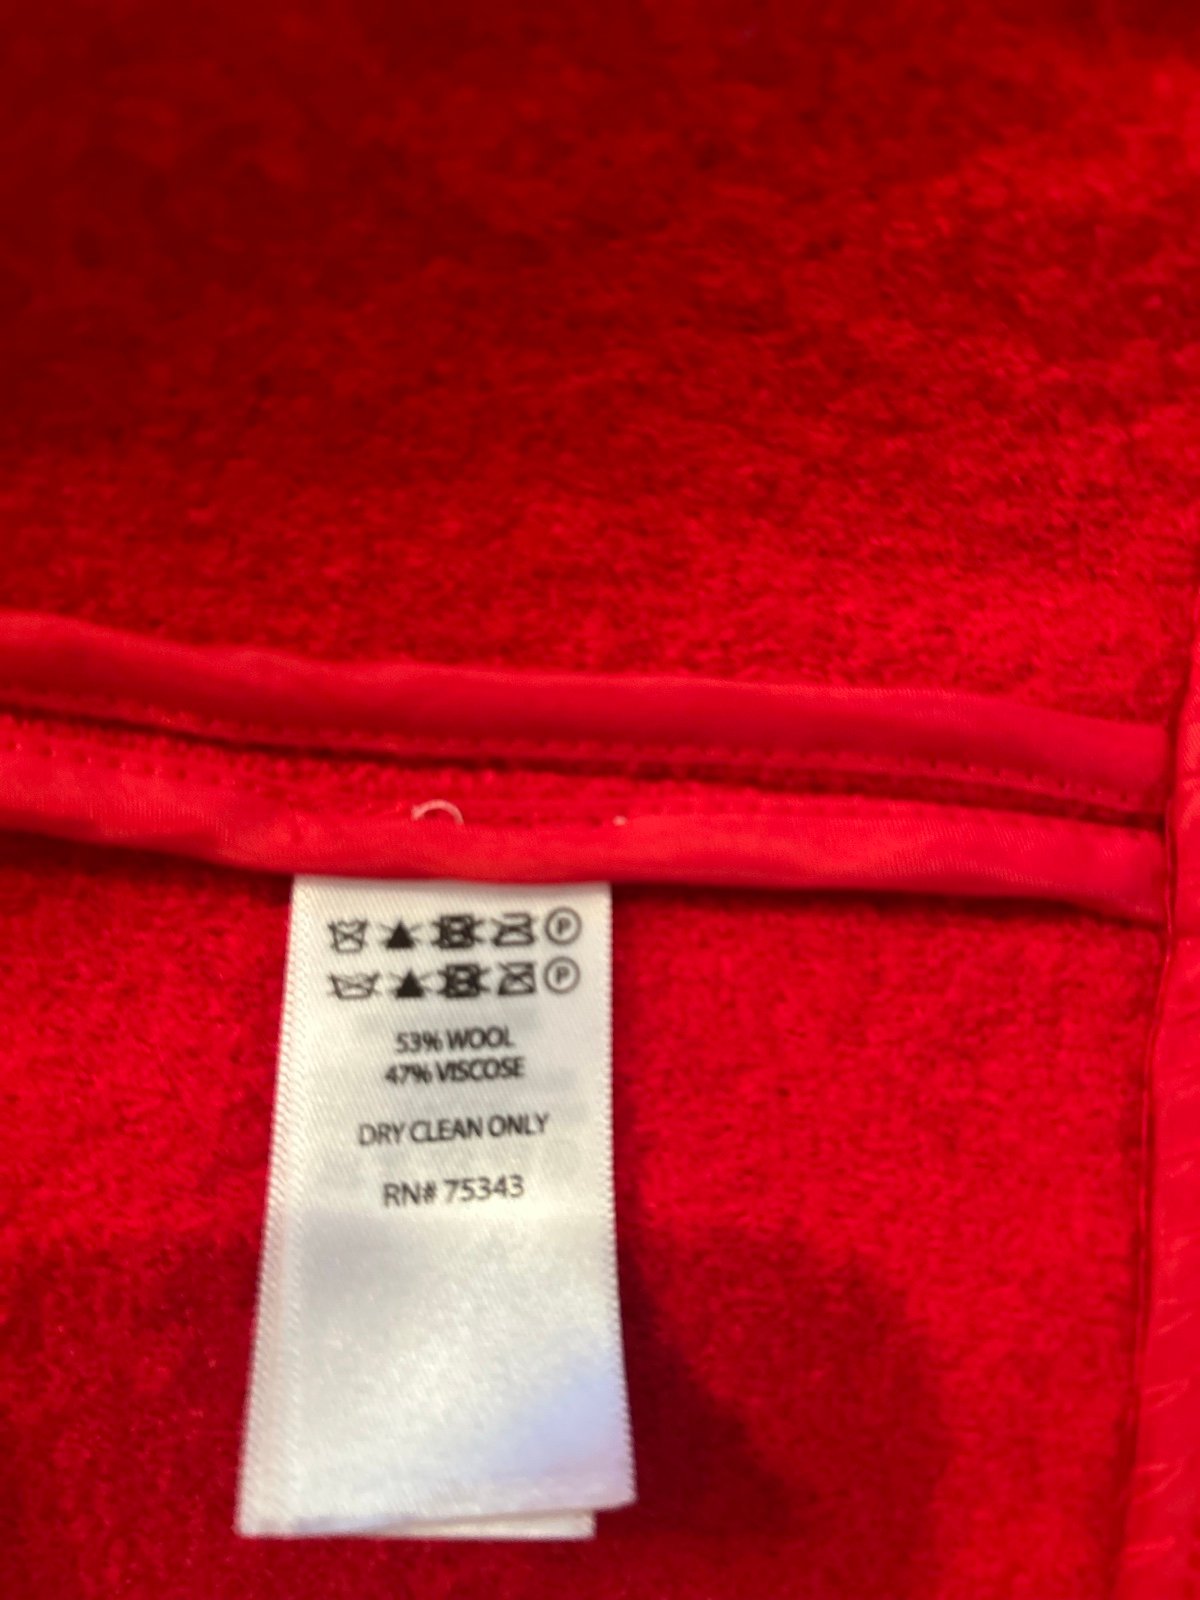 P
P
53% WOOL
47% VISCOSE
DRY CLEAN ONLY
RN# 75343